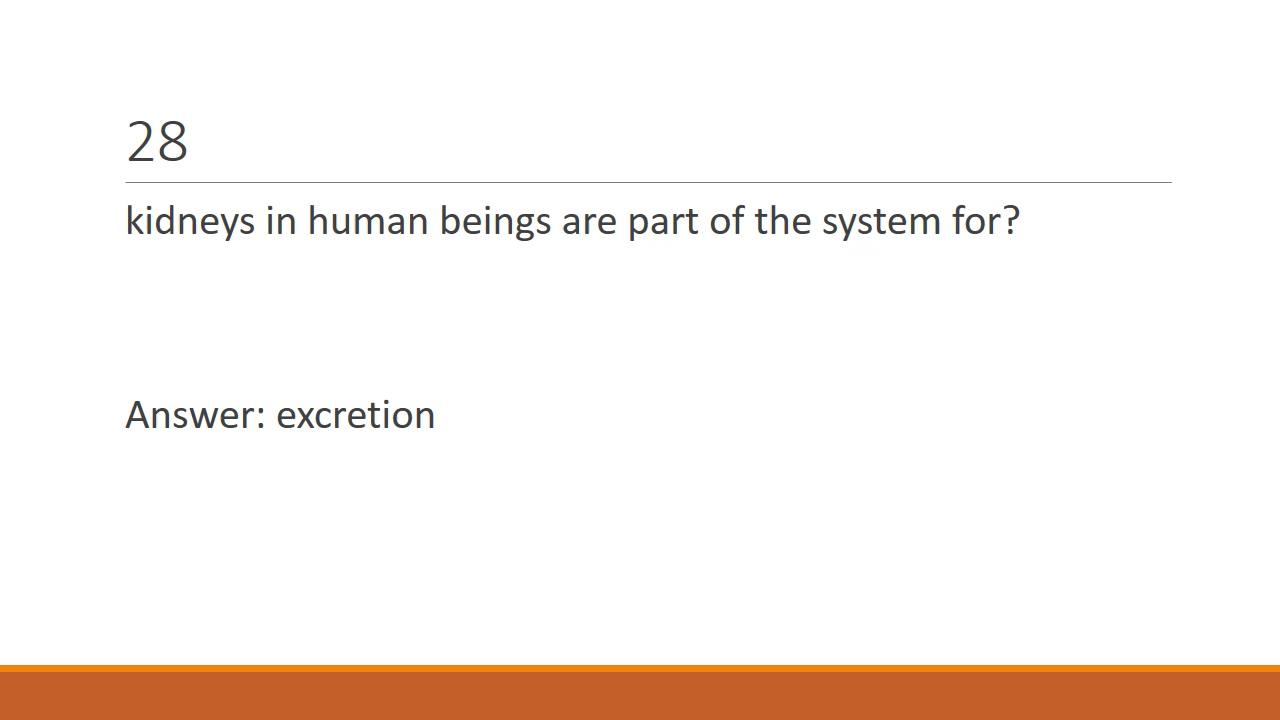 28
kidneys in human beings are part of the system for?
Answer: excretion